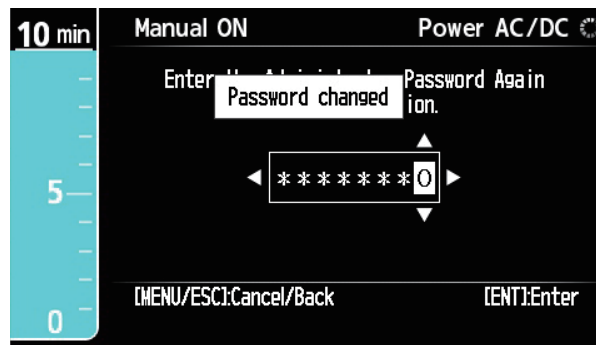 10 min
Manual ON
Power AC/DC
Enter
Password Again
Password changed
ion.
*******0
5
0
[MENU/ESC]:Cancel/Back
[ENT]:Enter